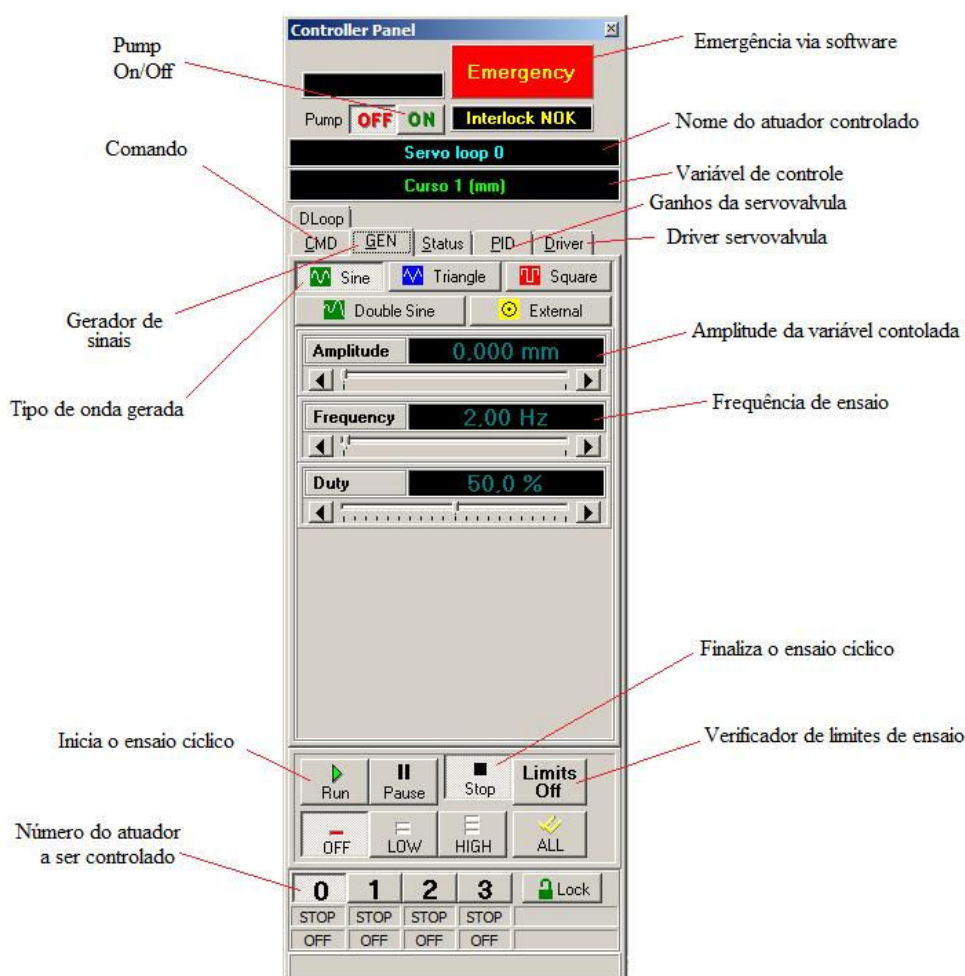 Controller Panel
Pump
On/Off
Emergência via software
Emergency
Pump OFF ON
Interlock NOK
Nome do atuador controlado
Comando
Servo loop 0
Variável de controle
Curso 1 (mm)
Ganhos da servovalvula
DLoop
Driver servovalvula
CMD GEN Status PID Driver
Sine Triangle Square
Double Sine External
Gerador de
sinais
Amplitude da variável contolada
Amplitude 0,000 mm
Tipo de onda gerada
Frequência de ensaio
Frequency 2,00 Hz
Duty 50,0 %
Finaliza o ensaio cíclico
Inicia o ensaio cíclico
Verificador de limites de ensaio
Run Pause Stop Limits
Off
OFF LOW HIGH ALL
Número do atuador
a ser controlado
0 1 2 3 Lock
STOP STOP STOP STOP
OFF OFF OFF OFF